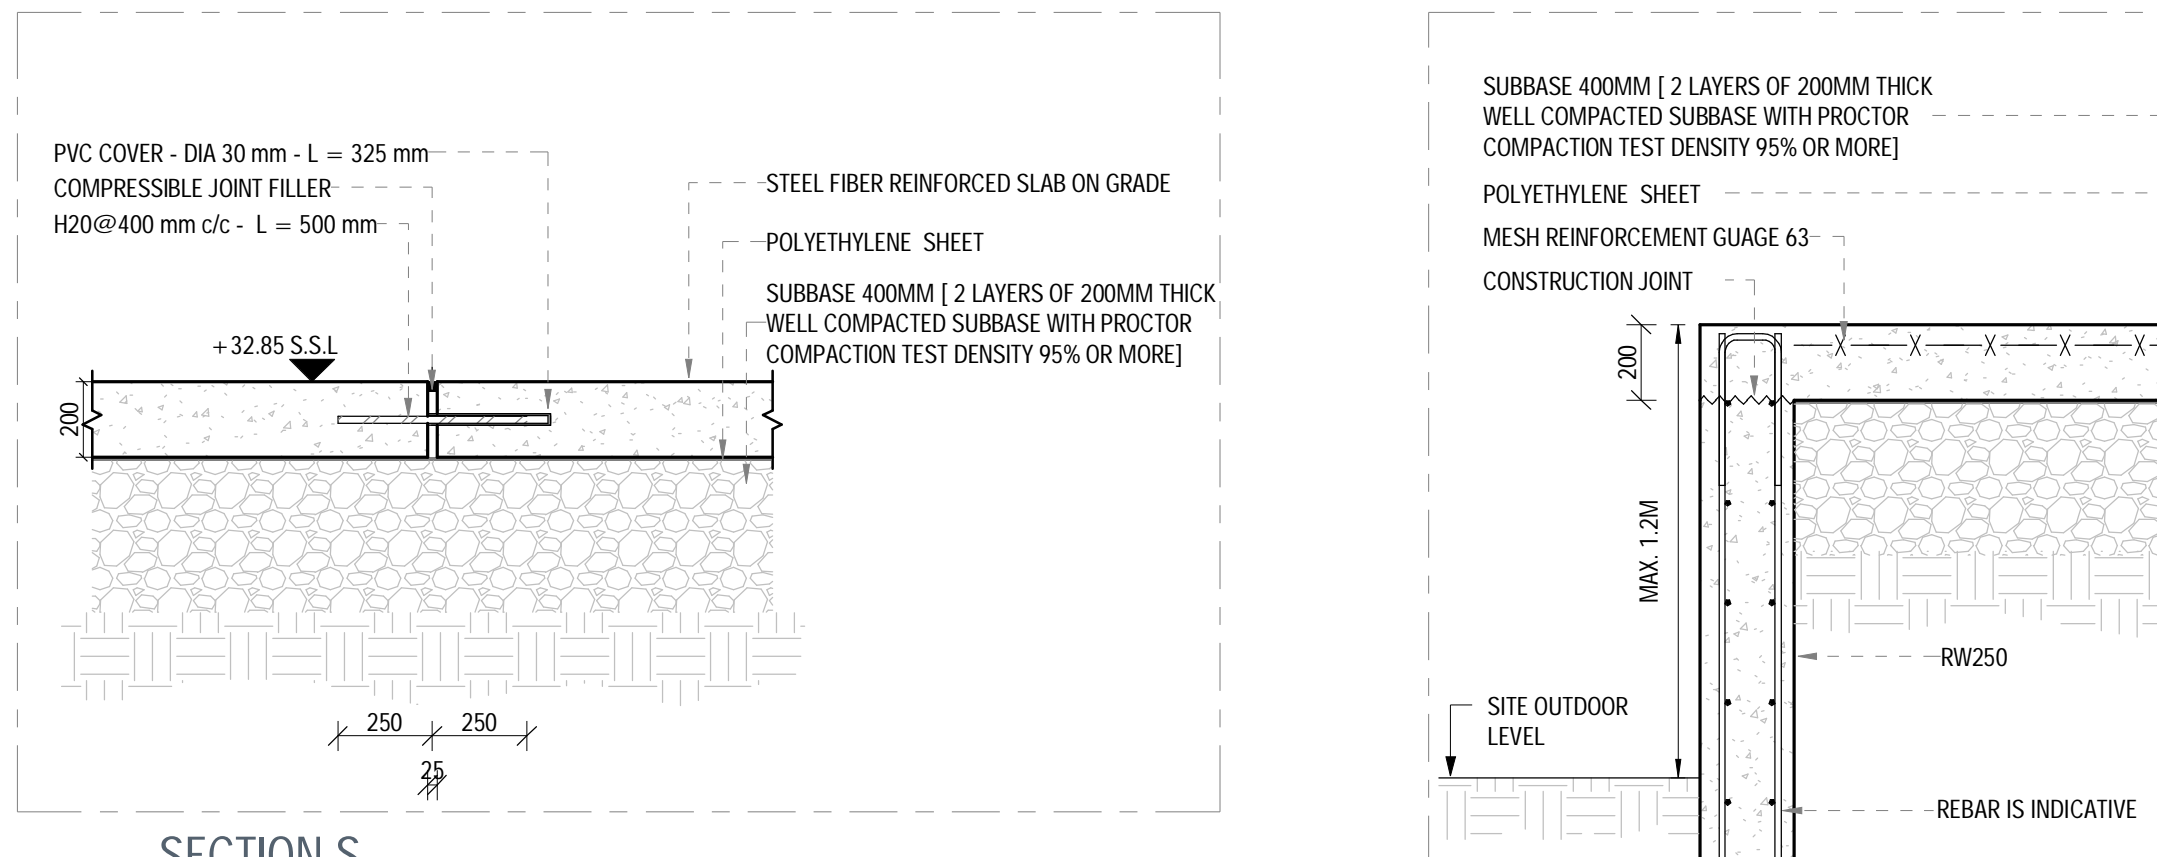 PVC COVER - DIA 30 mm - L = 325 mm
COMPRESSIBLE JOINT FILLER
H20@400 mm c/c - L = 500 mm
STEEL FIBER REINFORCED SLAB ON GRADE
POLYETHYLENE SHEET
SUBBASE 400MM [ 2 LAYERS OF 200MM THICK
WELL COMPACTED SUBBASE WITH PROCTOR
COMPACTION TEST DENSITY 95% OR MORE]
+32.85 S.S.L
200
250
250
25
SECTION S
SUBBASE 400MM [ 2 LAYERS OF 200MM THICK
WELL COMPACTED SUBBASE WITH PROCTOR
COMPACTION TEST DENSITY 95% OR MORE]
POLYETHYLENE SHEET
MESH REINFORCEMENT GUAGE 63
CONSTRUCTION JOINT
200
MAX. 1.2M
RW250
SITE OUTDOOR
LEVEL
REBAR IS INDICATIVE